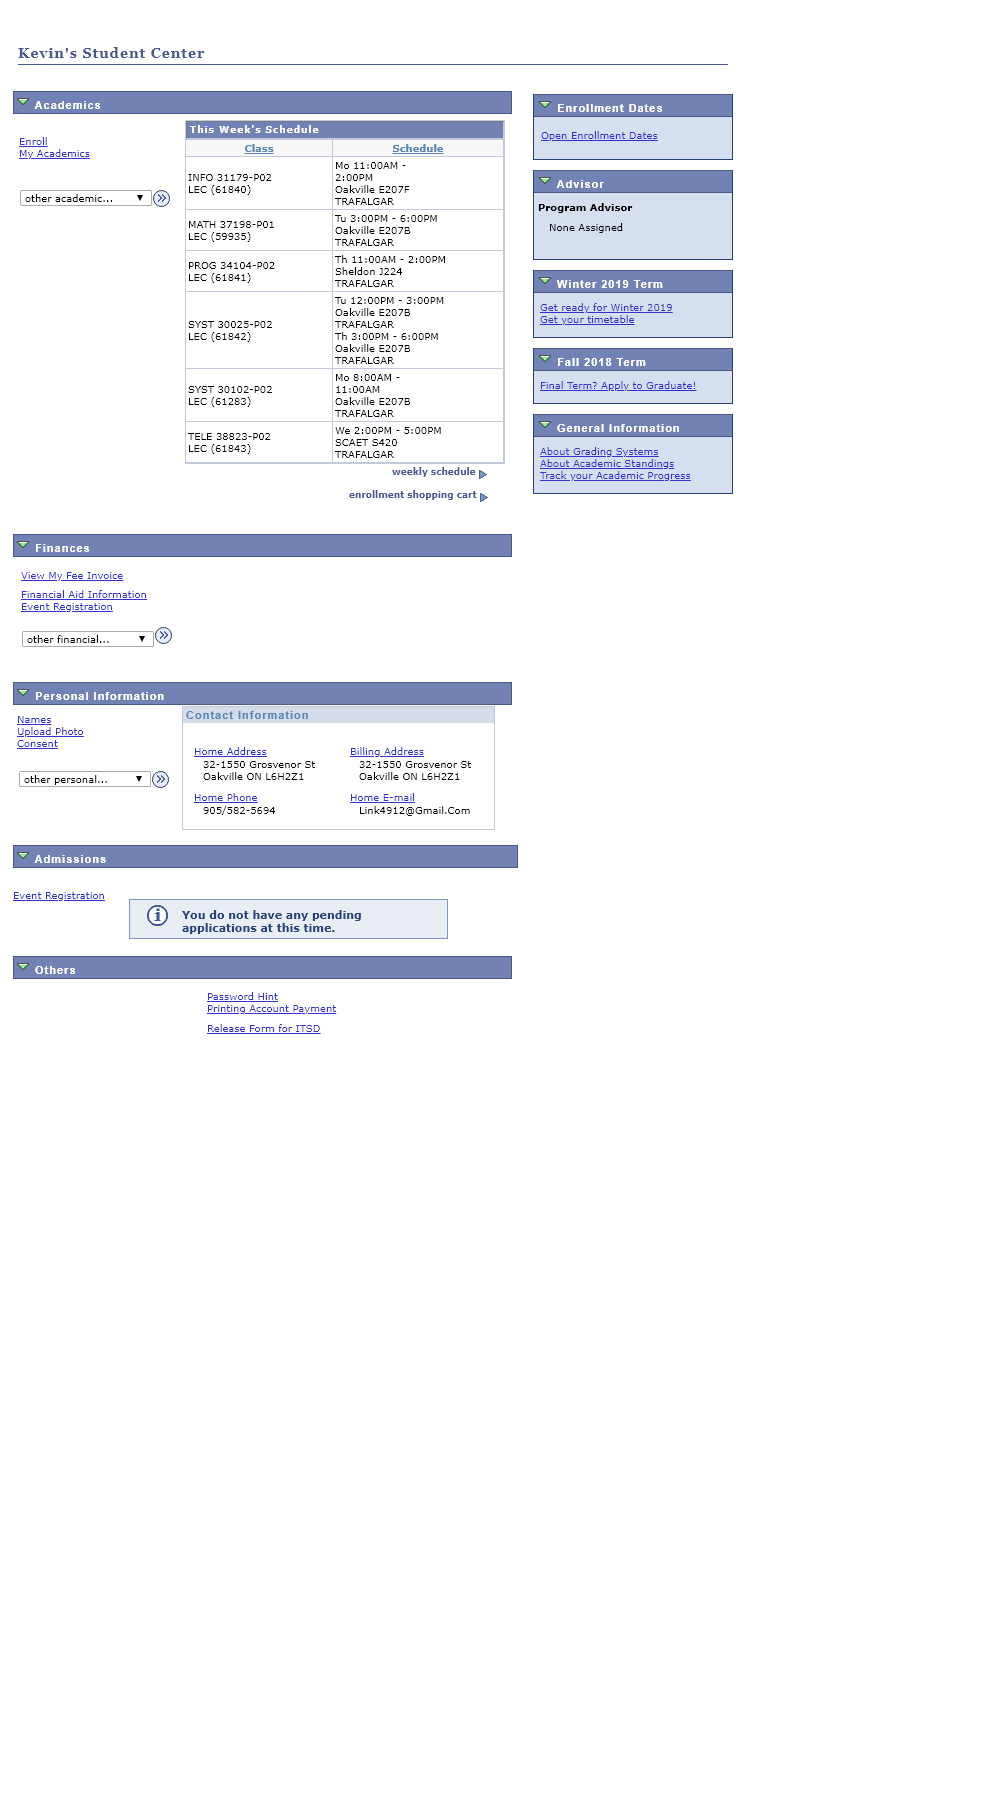 Kevin's Student Center
Academics
Enroll
My Academics
other academic...
This Week's Schedule
Class Schedule
INFO 31179-P02
LEC (61840)
Mo 11:00AM -
2:00PM
Oakville E207F
TRAFALGAR
MATH 37198-P01
LEC (59935)
Tu 3:00PM - 6:00PM
Oakville E207B
TRAFALGAR
PROG 34104-P02
LEC (61841)
Th 11:00AM - 2:00PM
Sheldon J224
TRAFALGAR
SYST 30025-P02
LEC (61842)
Tu 12:00PM - 3:00PM
Oakville E207B
TRAFALGAR
Th 3:00PM - 6:00PM
Oakville E207B
TRAFALGAR
SYST 30102-P02
LEC (61283)
Mo 8:00AM -
11:00AM
Oakville E207B
TRAFALGAR
TELE 38823-P02
LEC (61843)
We 2:00PM - 5:00PM
SCAET S420
TRAFALGAR
weekly schedule
enrollment shopping cart
Finances
View My Fee Invoice
Financial Aid Information
Event Registration
other financial...
Personal Information
Names
Upload Photo
Consent
other personal...
Contact Information
Home Address
32-1550 Grosvenor St
Oakville ON L6H2Z1
Billing Address
32-1550 Grosvenor St
Oakville ON L6H2Z1
Home Phone
905/582-5694
Home E-mail
Link4912@Gmail.Com
Admissions
Event Registration
You do not have any pending
applications at this time.
Others
Password Hint
Printing Account Payment
Release Form for ITSD
Enrollment Dates
Open Enrollment Dates
Advisor
Program Advisor
None Assigned
Winter 2019 Term
Get ready for Winter 2019
Get your timetable
Fall 2018 Term
Final Term? Apply to Graduate!
General Information
About Grading Systems
About Academic Standings
Track your Academic Progress